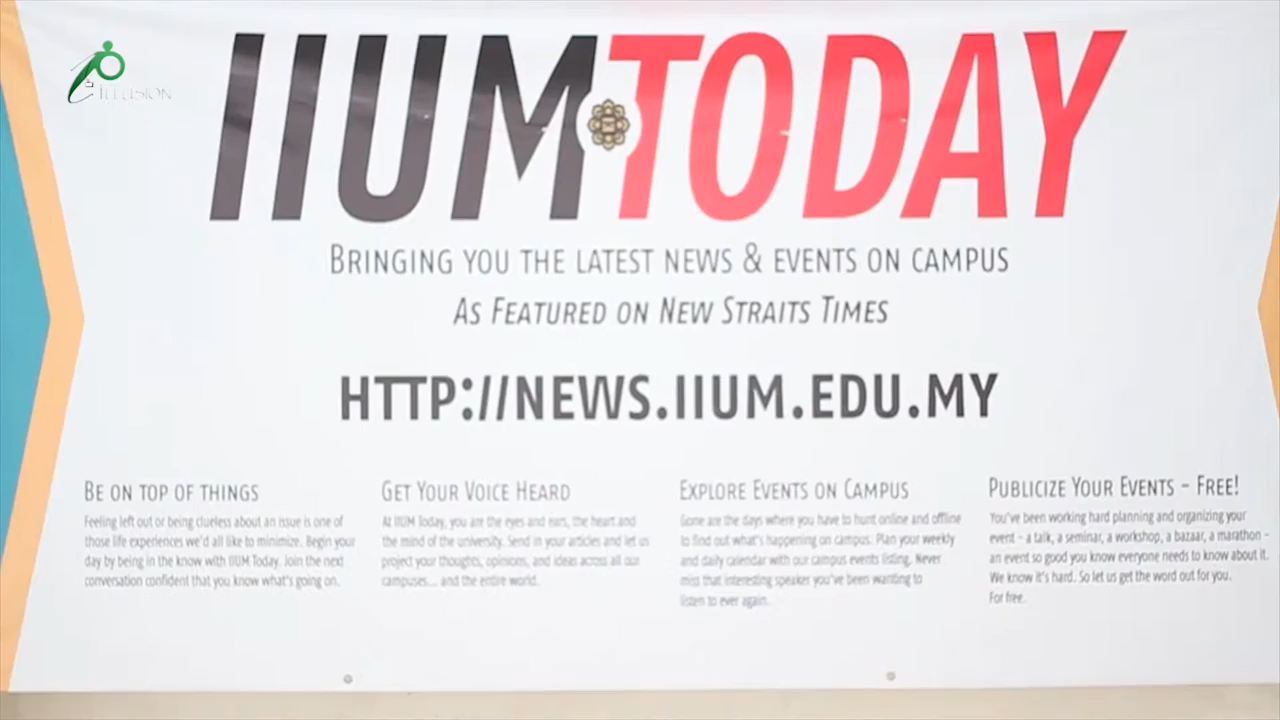 iILLUSION
IIUM TODAY
BRINGING YOU THE LATEST NEWS & EVENTS ON CAMPUS
AS FEATURED ON NEW STRAITS TIMES
HTTP://NEWS.IIUM.EDU.MY
BE ON TOP OF THINGS
Feeling left out or being clueless about an issue is one of
those life experiences we'd all like to minimize. Begin your
day by being in the know with IIUM Today. Join the next
conversation confident that you know what's going on.
GET YOUR VOICE HEARD
At IIUM Today, you are the eyes and ears, the heart and
the mind of the university. Send in your articles and let us
project your thoughts, opinions, and ideas across all our
campuses... and the entire world.
EXPLORE EVENTS ON CAMPUS
Gone are the days where you have to hunt online and offline
to find out what's happening on campus. Plan your weekly
and daily calendar with our campus events listing. Never
miss that interesting speaker you've been wanting to
listen to ever again.
PUBLICIZE YOUR EVENTS - FREE!
You've been working hard planning and organizing your
event - a talk, a seminar, a workshop, a bazaar, a marathon -
an event so good you know everyone needs to know about it.
We know it's hard. So let us get the word out for you.
For free.